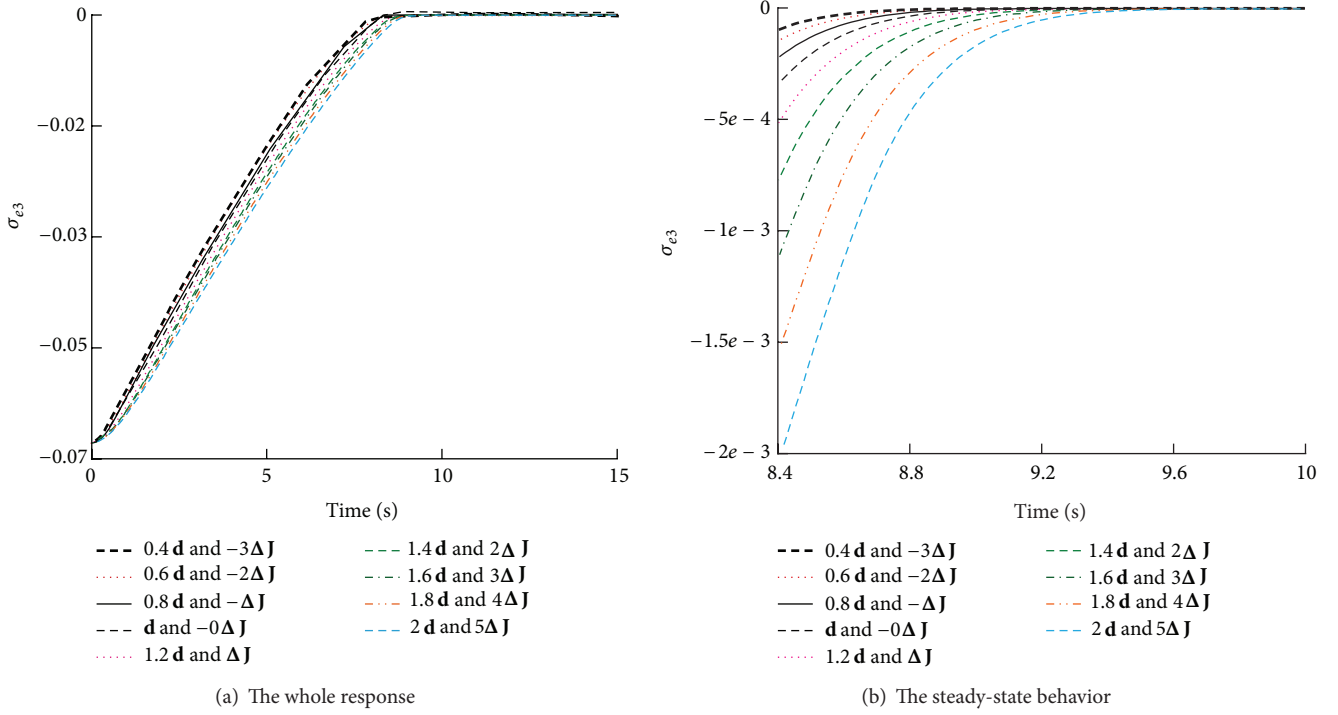 0
−0.02
−0.03
−0.05
−0.07
σe3
0
5
10
15
Time (s)
0.4 d and −3Δ J
0.6 d and −2Δ J
0.8 d and −Δ J
d and −0Δ J
1.2 d and Δ J
1.4 d and 2Δ J
1.6 d and 3Δ J
1.8 d and 4Δ J
2 d and 5Δ J
(a) The whole response
0
−5e − 4
−1e − 3
−1.5e − 3
−2e − 3
σe3
8.4
8.8
9.2
9.6
10
Time (s)
0.4 d and −3Δ J
0.6 d and −2Δ J
0.8 d and −Δ J
d and −0Δ J
1.2 d and Δ J
1.4 d and 2Δ J
1.6 d and 3Δ J
1.8 d and 4Δ J
2 d and 5Δ J
(b) The steady-state behavior